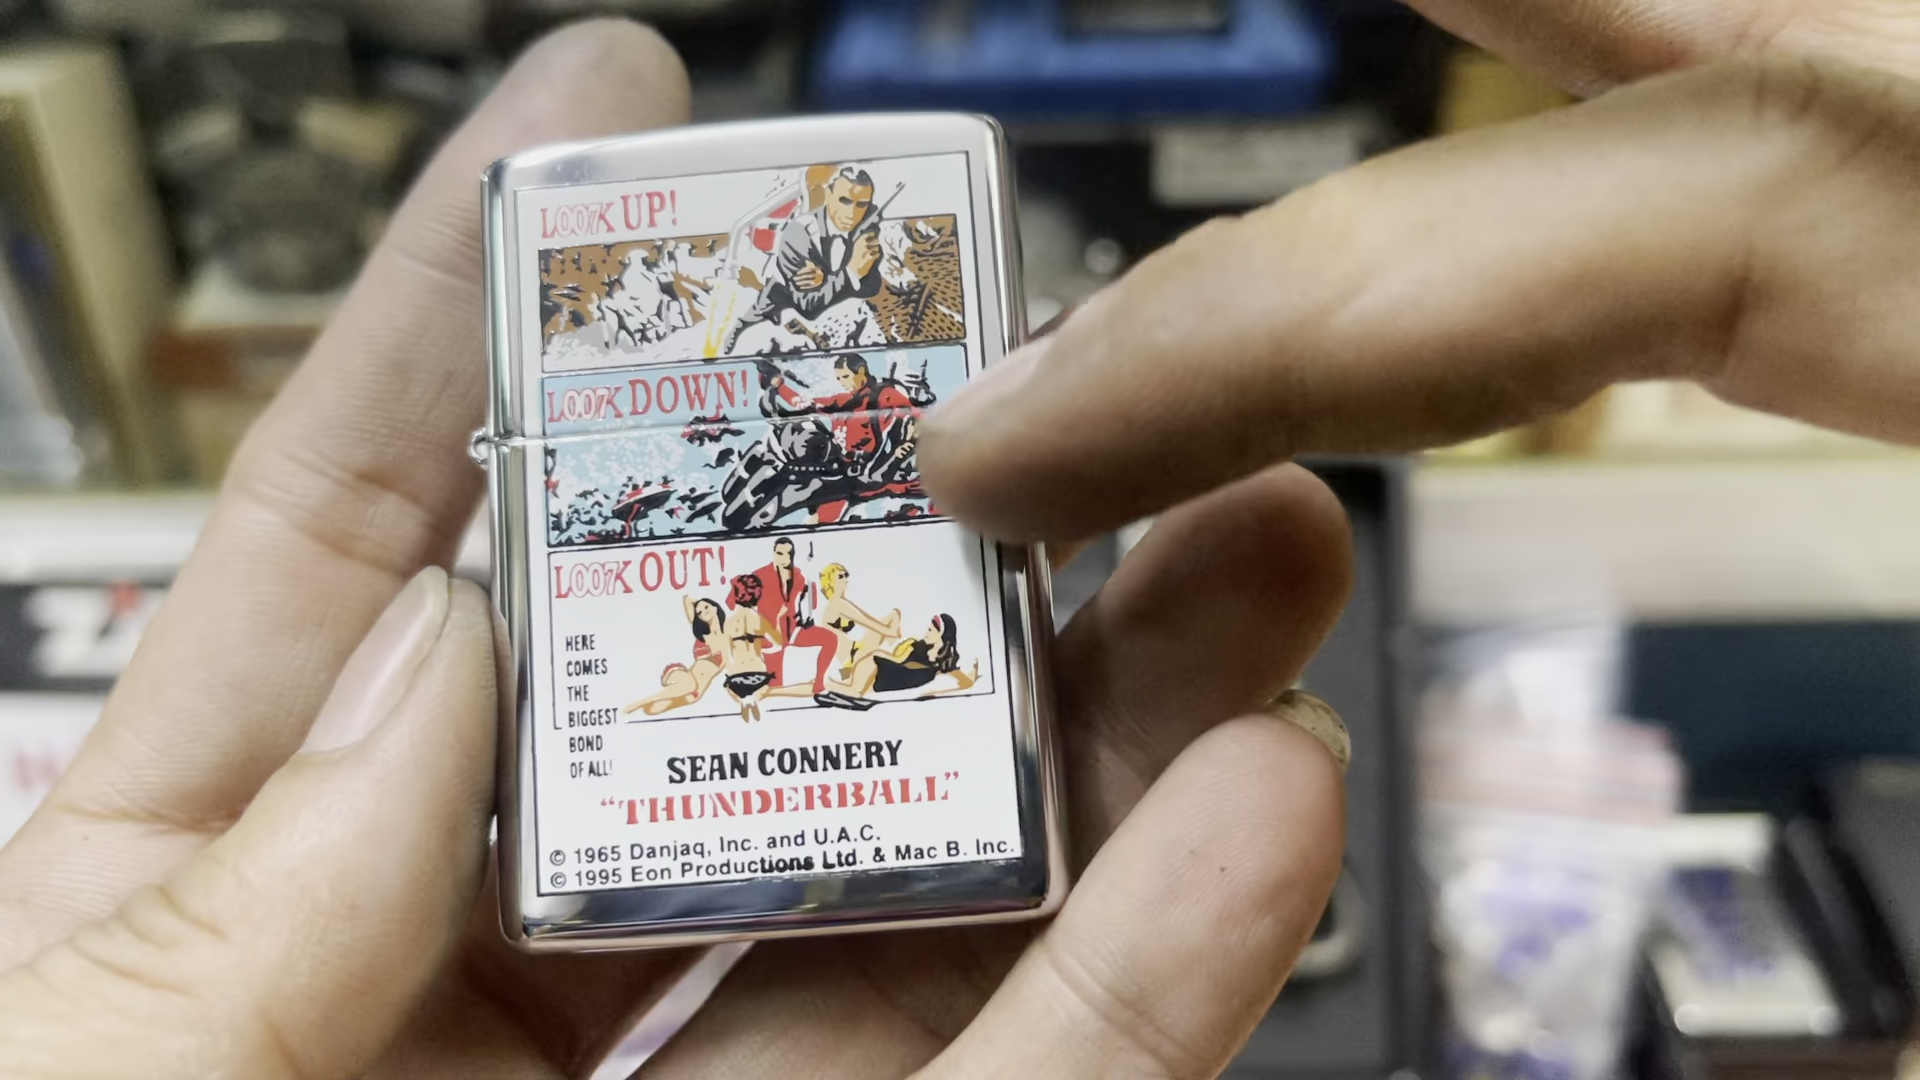 LOO7K UP!
LOO7K DOWN!
LOO7K OUT!
HERE
COMES
THE
BIGGEST
BOND
OF ALL!
SEAN CONNERY
"THUNDERBALL"
© 1965 Danjaq, Inc. and U.A.C.
© 1995 Eon Productions Ltd. & Mac B. Inc.